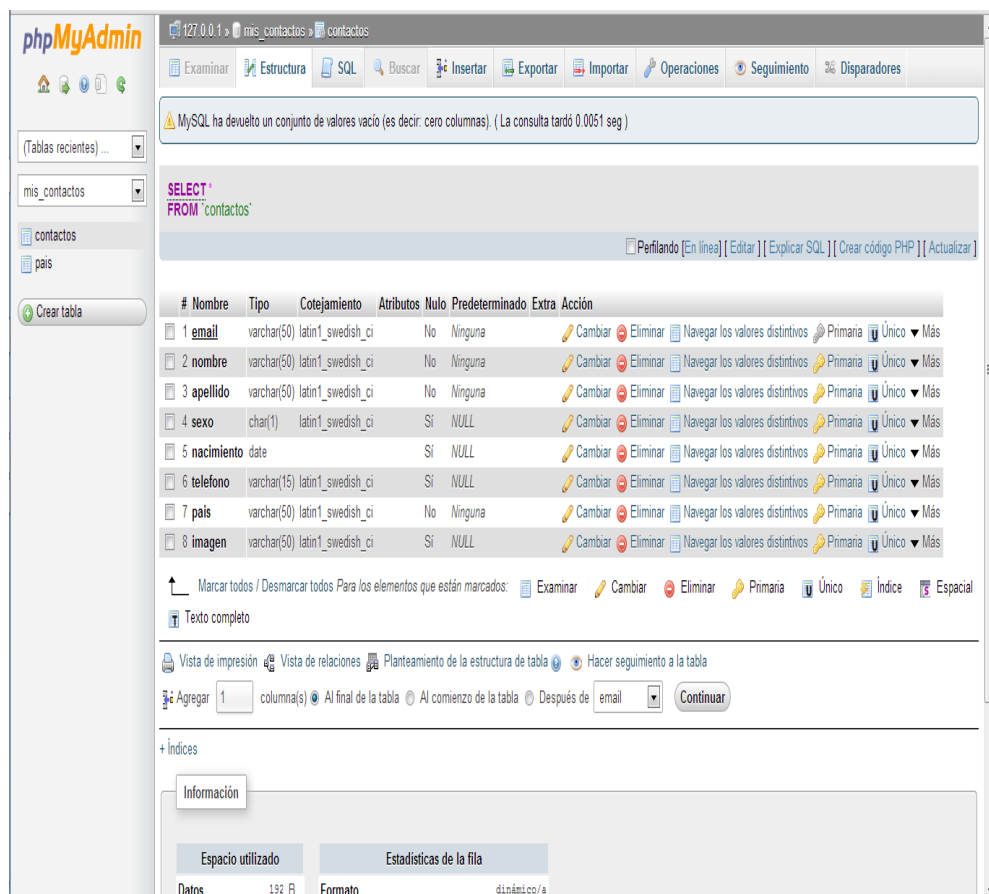 phpMyAdmin
127.0.0.1 » mis_contactos » contactos
Examinar Estructura SQL Buscar Insertar Exportar Importar Operaciones Seguimiento Disparadores
MySQL ha devuelto un conjunto de valores vacío (es decir: cero columnas). ( La consulta tardó 0.0051 seg )
(Tablas recientes) ...
mis_contactos
contactos
pais
Crear tabla
SELECT *
FROM `contactos`
Perfilando [En línea] [ Editar ] [ Explicar SQL ] [ Crear código PHP ] [ Actualizar ]
# Nombre Tipo Cotejamiento Atributos Nulo Predeterminado Extra Acción
1 email varchar(50) latin1_swedish_ci No Ninguna Cambiar Eliminar Navegar los valores distintivos Primaria Único Más
2 nombre varchar(50) latin1_swedish_ci No Ninguna Cambiar Eliminar Navegar los valores distintivos Primaria Único Más
3 apellido varchar(50) latin1_swedish_ci No Ninguna Cambiar Eliminar Navegar los valores distintivos Primaria Único Más
4 sexo char(1) latin1_swedish_ci Sí NULL Cambiar Eliminar Navegar los valores distintivos Primaria Único Más
5 nacimiento date Sí NULL Cambiar Eliminar Navegar los valores distintivos Primaria Único Más
6 telefono varchar(15) latin1_swedish_ci Sí NULL Cambiar Eliminar Navegar los valores distintivos Primaria Único Más
7 pais varchar(50) latin1_swedish_ci No Ninguna Cambiar Eliminar Navegar los valores distintivos Primaria Único Más
8 imagen varchar(50) latin1_swedish_ci Sí NULL Cambiar Eliminar Navegar los valores distintivos Primaria Único Más
Marcar todos / Desmarcar todos Para los elementos que están marcados: Examinar Cambiar Eliminar Primaria Único Índice Espacial
Texto completo
Vista de impresión Vista de relaciones Planteamiento de la estructura de tabla Hacer seguimiento a la tabla
Agregar 1 columna(s) Al final de la tabla Al comienzo de la tabla Después de email Continuar
+ Índices
Información
Espacio utilizado Estadísticas de la fila
Datos 192 B Formato dinámico/a